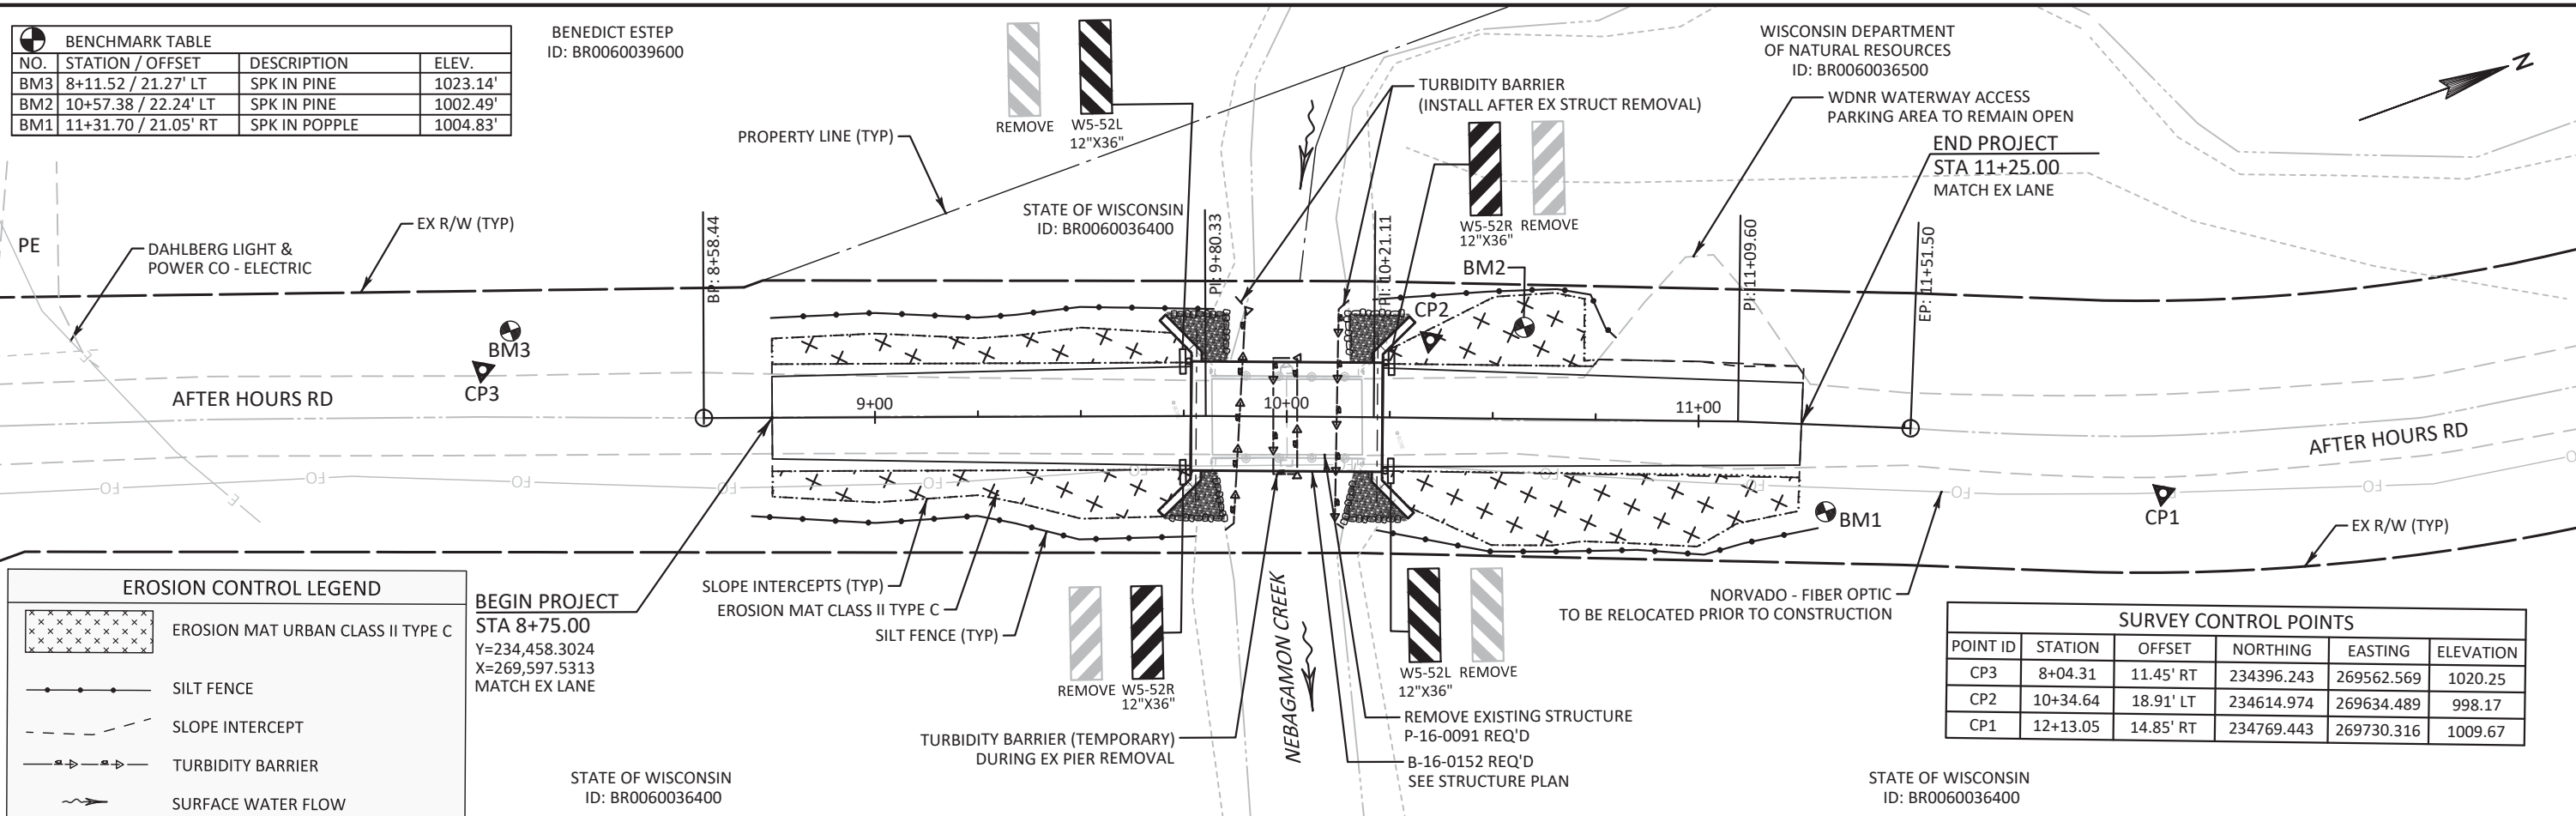 BENCHMARK TABLE
NO. STATION / OFFSET DESCRIPTION ELEV.
BM3 8+11.52 / 21.27' LT SPK IN PINE 1023.14'
BM2 10+57.38 / 22.24' LT SPK IN PINE 1002.49'
BM1 11+31.70 / 21.05' RT SPK IN POPPLE 1004.83'
BENEDICT ESTEP
ID: BR0060039600
REMOVE
W5-52L
12"X36"
PROPERTY LINE (TYP)
TURBIDITY BARRIER
(INSTALL AFTER EX STRUCT REMOVAL)
WISCONSIN DEPARTMENT
OF NATURAL RESOURCES
ID: BR0060036500
WDNR WATERWAY ACCESS
PARKING AREA TO REMAIN OPEN
END PROJECT
STA 11+25.00
MATCH EX LANE
N
W5-52R
12"X36"
REMOVE
STATE OF WISCONSIN
ID: BR0060036400
EX R/W (TYP)
PE
DAHLBERG LIGHT &
POWER CO - ELECTRIC
BP: 8+58.44
PI: 9+80.33
PI: 10+21.11
PI: 11+09.60
EP: 11+51.50
BM2
CP2
BM3
CP3
E
AFTER HOURS RD
9+00
10+00
11+00
AFTER HOURS RD
FO
FO
FO
FO
FO
FO
FO
FO
FO
FO
FO
E
BM1
CP1
EX R/W (TYP)
EROSION CONTROL LEGEND
EROSION MAT URBAN CLASS II TYPE C
SILT FENCE
SLOPE INTERCEPT
TURBIDITY BARRIER
SURFACE WATER FLOW
BEGIN PROJECT
STA 8+75.00
Y=234,458.3024
X=269,597.5313
MATCH EX LANE
SLOPE INTERCEPTS (TYP)
EROSION MAT CLASS II TYPE C
SILT FENCE (TYP)
REMOVE
W5-52R
12"X36"
NEBAGAMON CREEK
W5-52L
12"X36"
REMOVE
NORVADO - FIBER OPTIC
TO BE RELOCATED PRIOR TO CONSTRUCTION
REMOVE EXISTING STRUCTURE
P-16-0091 REQ'D
B-16-0152 REQ'D
SEE STRUCTURE PLAN
TURBIDITY BARRIER (TEMPORARY)
DURING EX PIER REMOVAL
STATE OF WISCONSIN
ID: BR0060036400
SURVEY CONTROL POINTS
POINT ID STATION OFFSET NORTHING EASTING ELEVATION
CP3 8+04.31 11.45' RT 234396.243 269562.569 1020.25
CP2 10+34.64 18.91' LT 234614.974 269634.489 998.17
CP1 12+13.05 14.85' RT 234769.443 269730.316 1009.67
STATE OF WISCONSIN
ID: BR0060036400